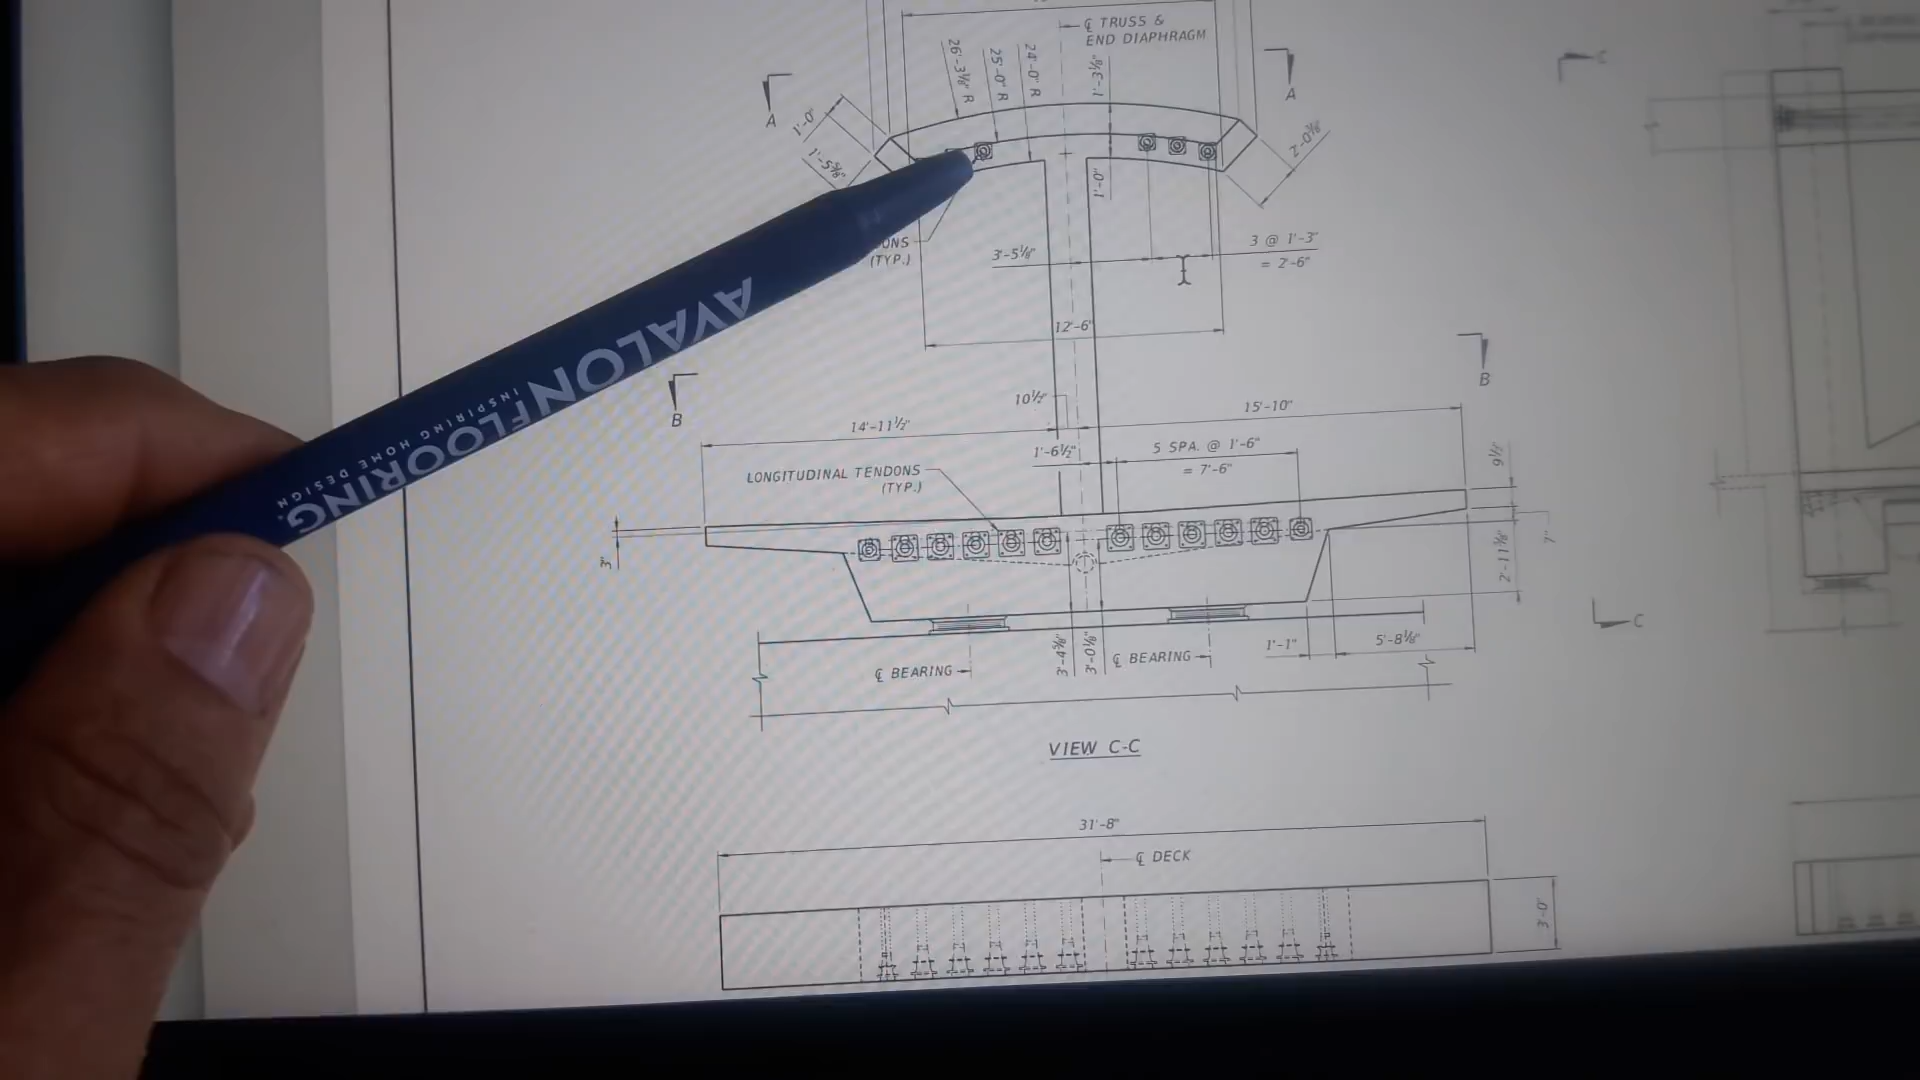 ℄ TRUSS &
END DIAPHRAGM
26'-3⅛" R
25'-0" R
24'-0" R
1'-3⅛"
A
A
1'-0"
1'-5⅝"
2'-0⅞"
1'-0"
(TYP.)
3'-5⅛"
3 @ 1'-3"
= 2'-6"
12'-6"
B
B
10½"
15'-10"
14'-11½"
1'-6½"
5 SPA. @ 1'-6"
= 7'-6"
9½"
LONGITUDINAL TENDONS
(TYP.)
3"
7"
2'-11⅜"
℄ BEARING
3'-4⅝"
3'-0⅛"
℄ BEARING
1'-1"
5'-8⅛"
VIEW C-C
31'-8"
℄ DECK
3'-0"
C
C
AVALON FLOORING
INSPIRING HOME DESIGN